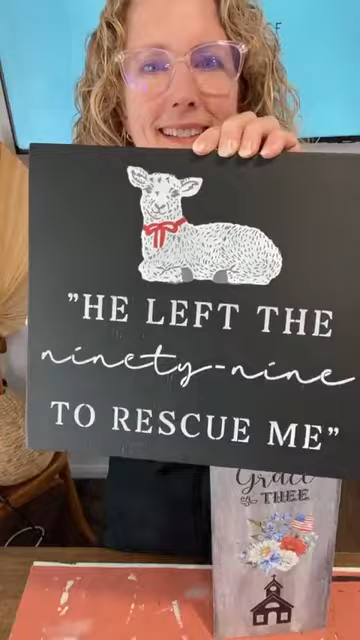 "HE LEFT THE
ninety-nine
TO RESCUE ME"
Grace
THEE